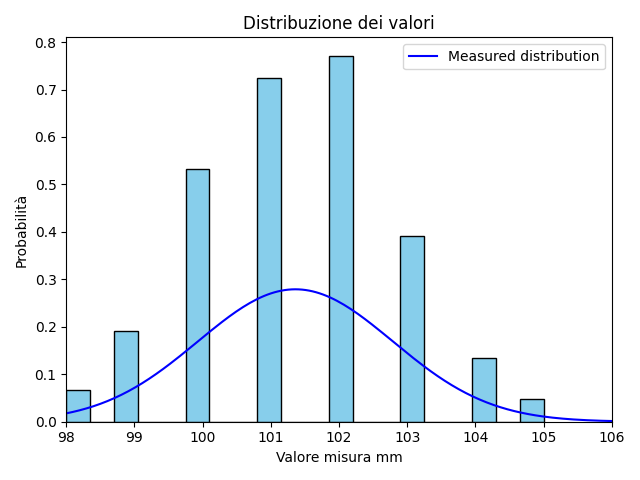 Distribuzione dei valori
Measured distribution
Probabilità
0.8
0.7
0.6
0.5
0.4
0.3
0.2
0.1
0.0
98 99 100 101 102 103 104 105 106
Valore misura mm